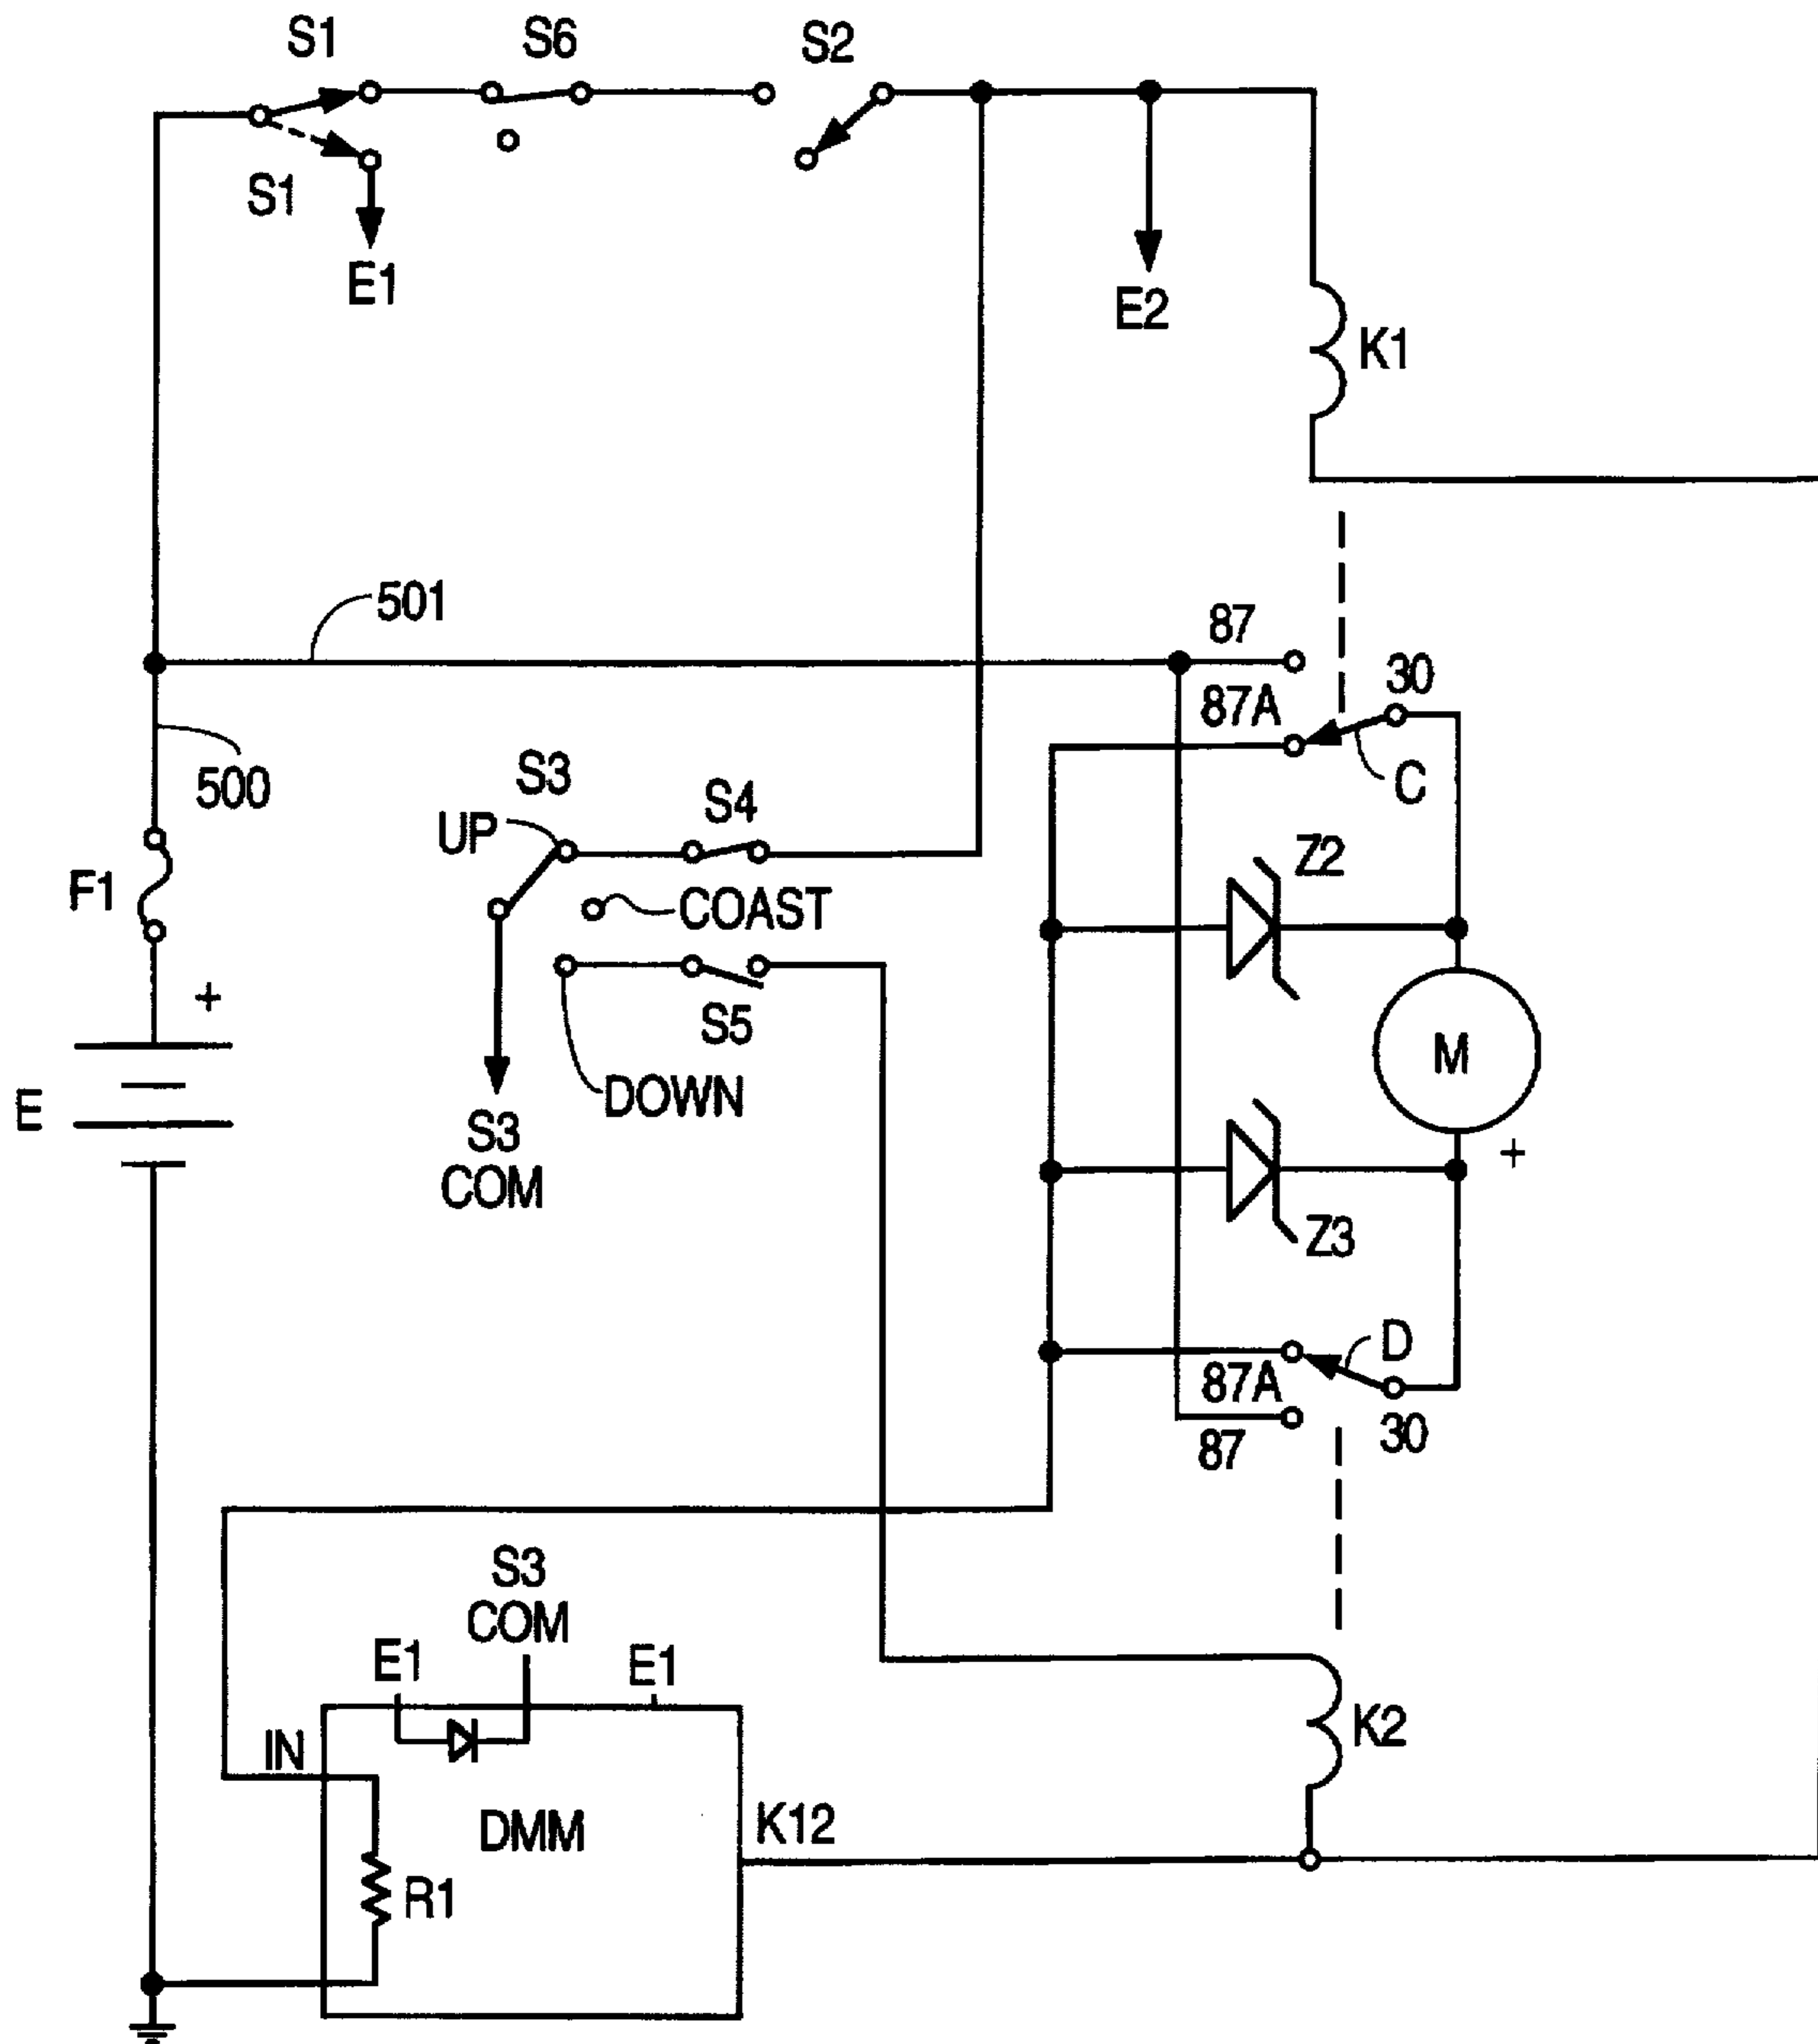 S1
S6
S2
S1
E1
E2
K1
501
87
30
87A
C
500
S3
S4
UP
Z2
F1
COAST
+
S5
M
E
DOWN
S3
COM
+
Z3
D
87A
30
87
S3
COM
E1
E1
K2
IN
K12
DMM
R1